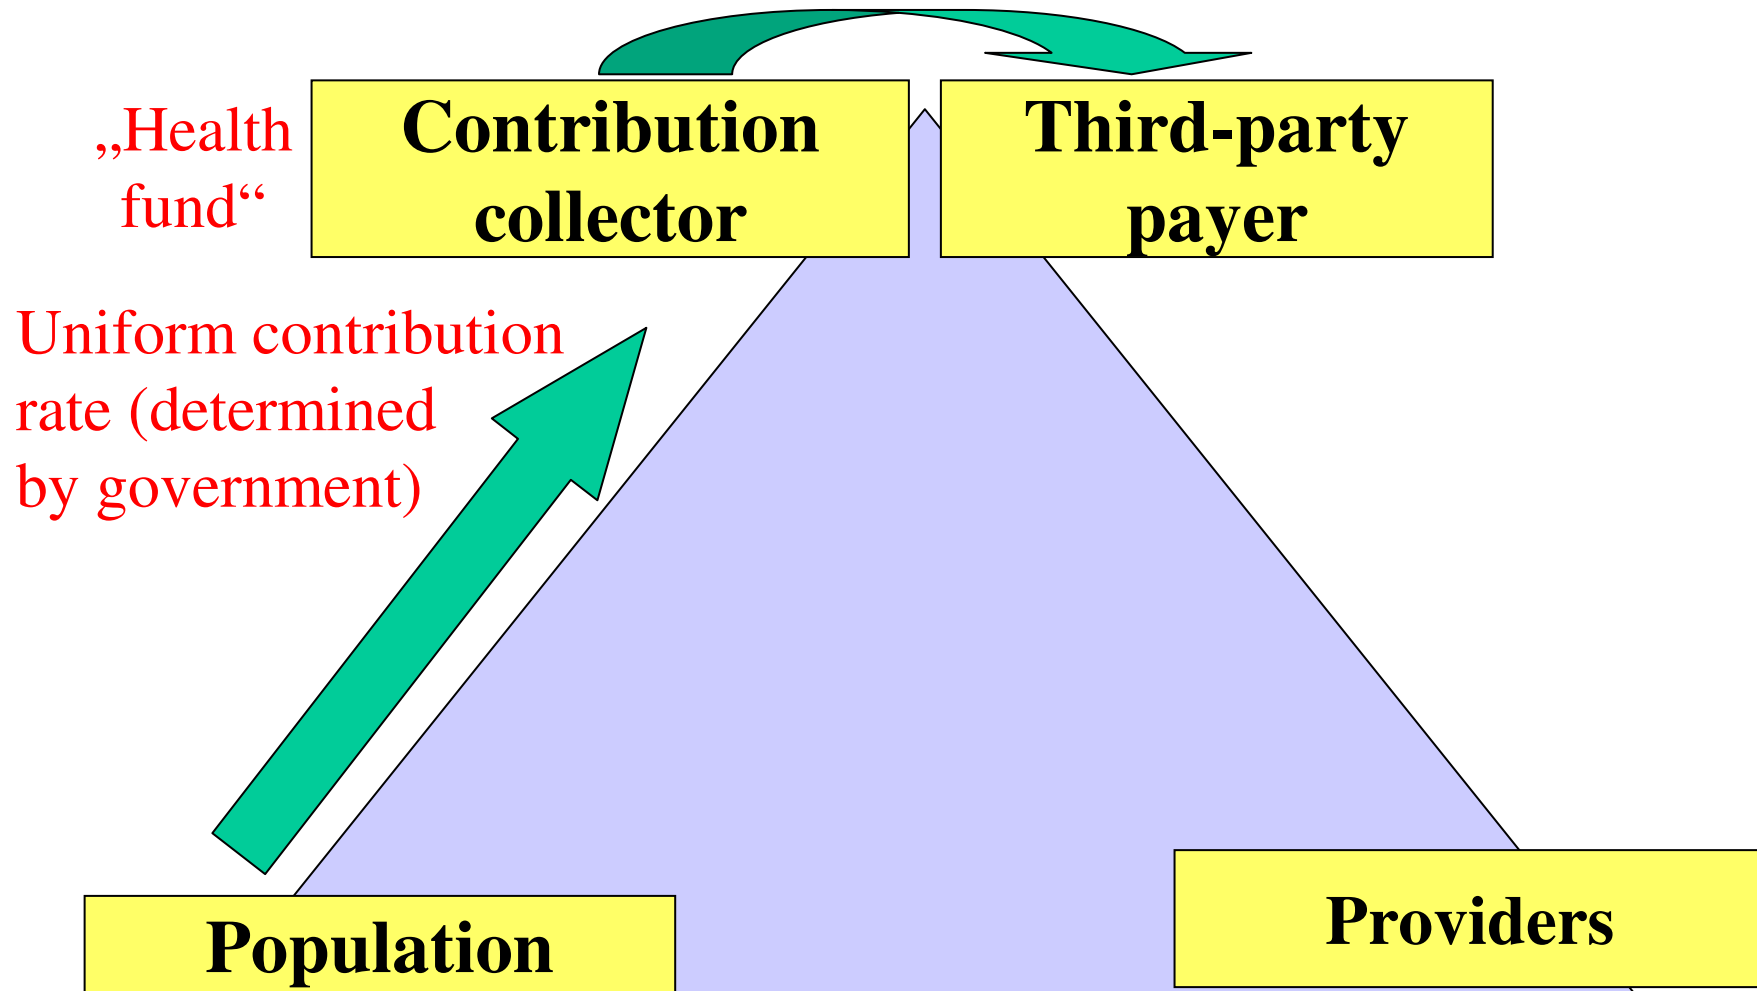 „Health
fund“
Contribution
collector
Third-party
payer
Uniform contribution
rate (determined
by government)
Population
Providers